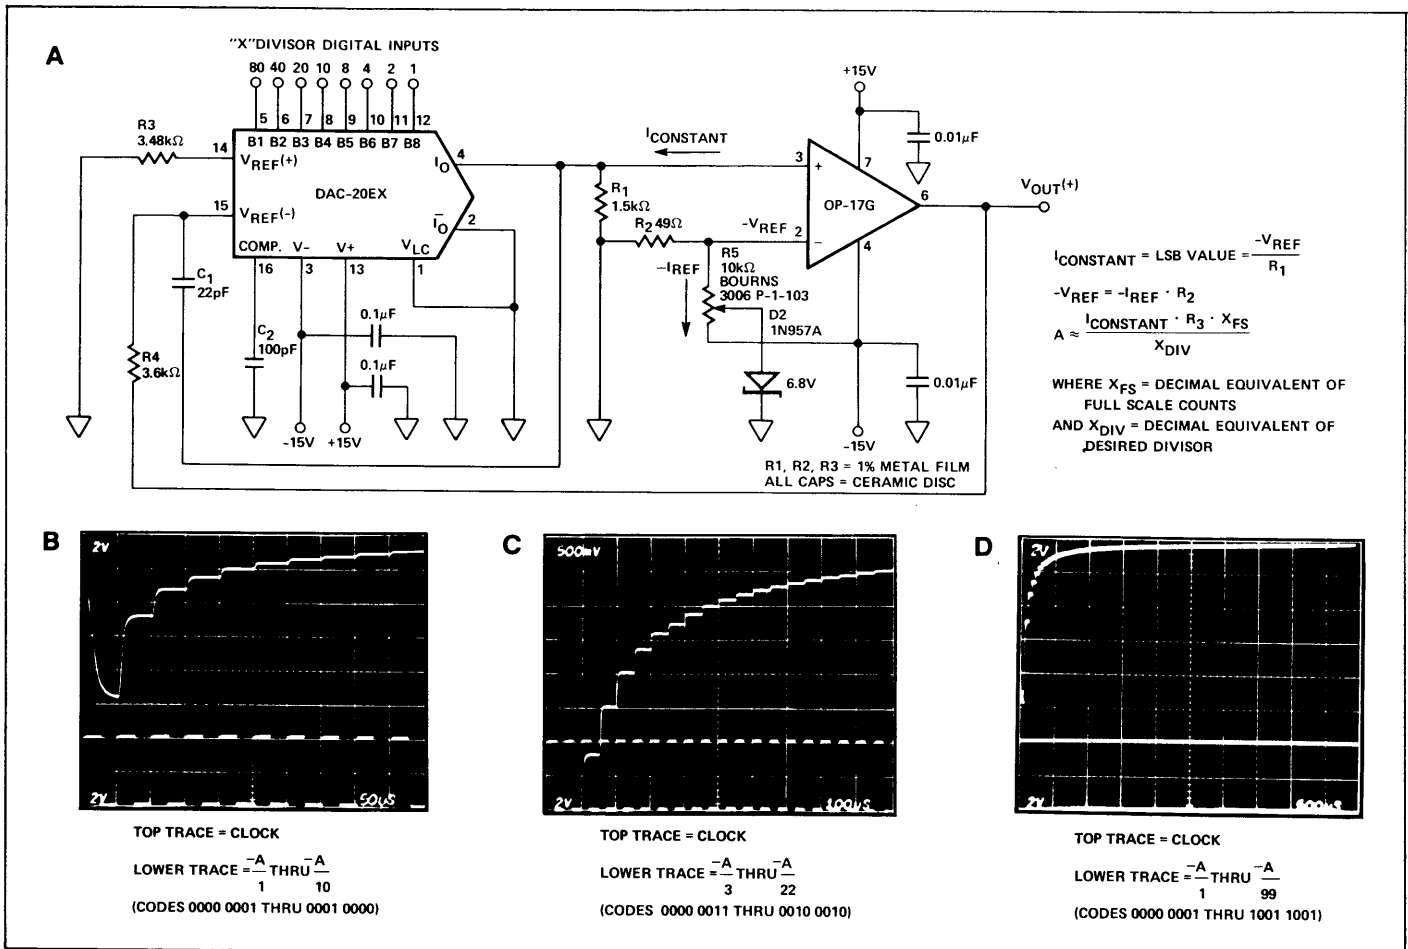 A
"X"DIVISOR DIGITAL INPUTS
80 40 20 10 8 4 2 1
5 6 7 8 9 10 11 12
B1 B2 B3 B4 B5 B6 B7 B8
R3
3.48kΩ
14
VREF(+)
DAC-20EX
15
VREF(-)
IO
4
IO
2
COMP. V- V+ VLC
16 3 13 1
C1
22pF
C2
100pF
R4
3.6kΩ
0.1μF
0.1μF
-15V +15V
ICONSTANT
R1
1.5kΩ
R2 49Ω
-VREF
-IREF
R5
10kΩ
BOURNS
3006 P-1-103
D2
1N957A
6.8V
+15V
0.01μF
3
+
7
OP-17G
6
2
−
4
VOUT(+)
0.01μF
-15V
R1, R2, R3 = 1% METAL FILM
ALL CAPS = CERAMIC DISC
ICONSTANT = LSB VALUE = -VREF / R1
-VREF = -IREF · R2
A ≈ ICONSTANT · R3 · XFS / XDIV
WHERE XFS = DECIMAL EQUIVALENT OF
FULL SCALE COUNTS
AND XDIV = DECIMAL EQUIVALENT OF
DESIRED DIVISOR
B
2V
2V 50μS
TOP TRACE = CLOCK
LOWER TRACE = -A/1 THRU -A/10
(CODES 0000 0001 THRU 0001 0000)
C
500mV
2V 100μS
TOP TRACE = CLOCK
LOWER TRACE = -A/3 THRU -A/22
(CODES 0000 0011 THRU 0010 0010)
D
2V
2V
TOP TRACE = CLOCK
LOWER TRACE = -A/1 THRU -A/99
(CODES 0000 0001 THRU 1001 1001)